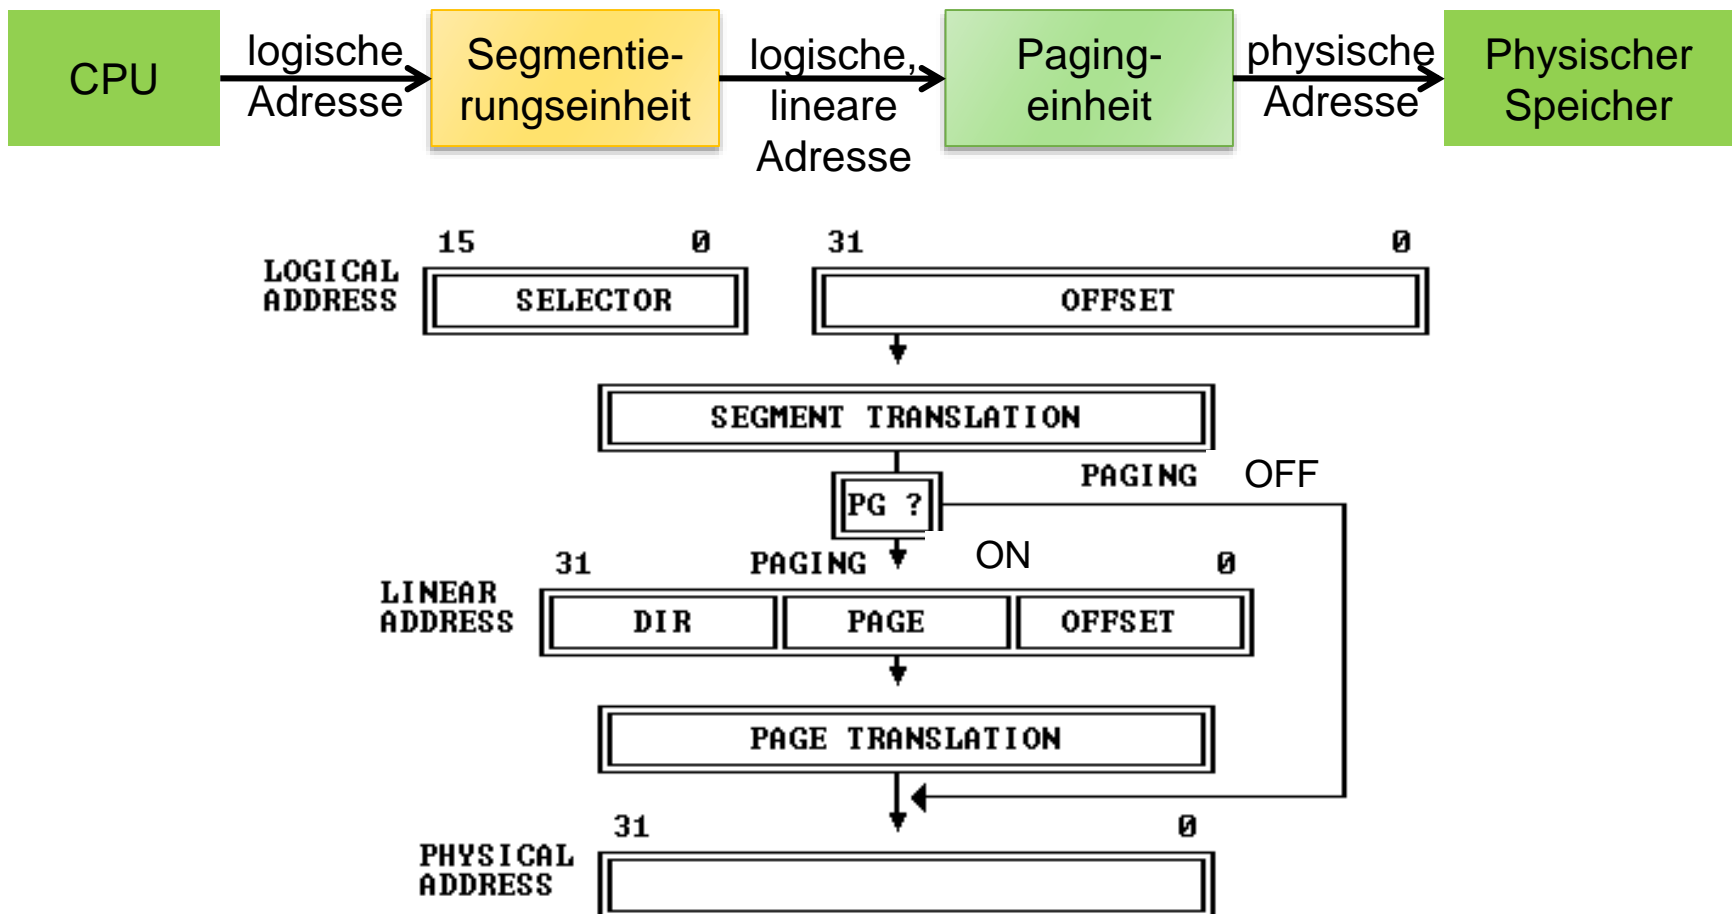 CPU
logische
Adresse
Segmentie-
rungseinheit
logische,
lineare
Adresse
Paging-
einheit
physische
Adresse
Physischer
Speicher
15 0 31 0
LOGICAL
ADDRESS
SELECTOR OFFSET
SEGMENT TRANSLATION
PAGING OFF
PG ?
31 PAGING ON 0
LINEAR
ADDRESS
DIR PAGE OFFSET
PAGE TRANSLATION
31 0
PHYSICAL
ADDRESS